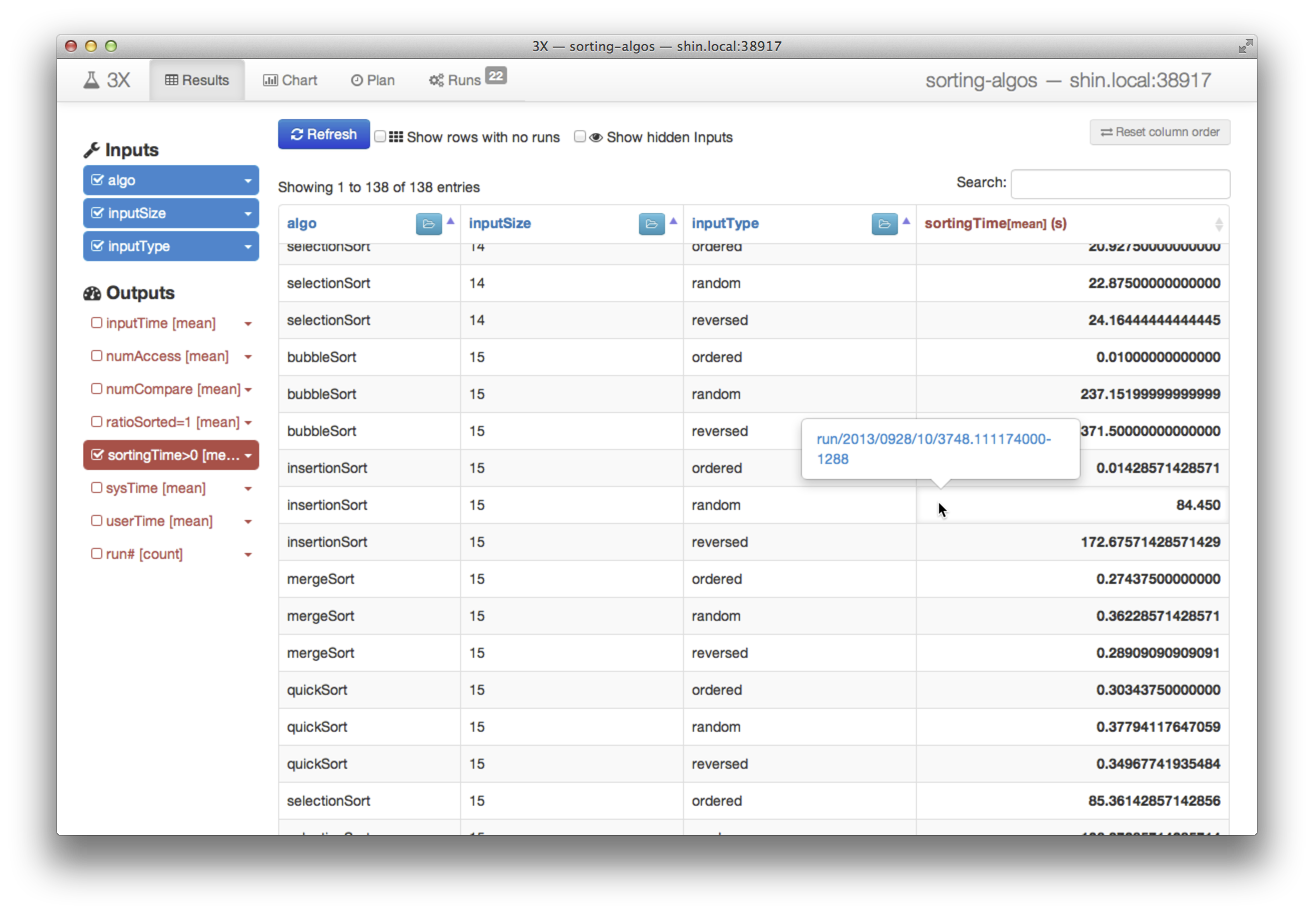 3X — sorting-algos — shin.local:38917
3X Results Chart Plan Runs 22 sorting-algos — shin.local:38917
Refresh Show rows with no runs Show hidden Inputs Reset column order
Inputs
algo
inputSize
inputType
Outputs
inputTime [mean]
numAccess [mean]
numCompare [mean]
ratioSorted=1 [mean]
sortingTime>0 [me...
sysTime [mean]
userTime [mean]
run# [count]
Showing 1 to 138 of 138 entries Search:
algo inputSize inputType sortingTime[mean] (s)
selectionSort 14 ordered 20.92750000000000
selectionSort 14 random 22.87500000000000
selectionSort 14 reversed 24.16444444444445
bubbleSort 15 ordered 0.01000000000000
bubbleSort 15 random 237.15199999999999
bubbleSort 15 reversed 371.50000000000000
run/2013/0928/10/3748.111174000-
1288
insertionSort 15 ordered 0.01428571428571
insertionSort 15 random 84.450
insertionSort 15 reversed 172.67571428571429
mergeSort 15 ordered 0.27437500000000
mergeSort 15 random 0.36228571428571
mergeSort 15 reversed 0.28909090909091
quickSort 15 ordered 0.30343750000000
quickSort 15 random 0.37794117647059
quickSort 15 reversed 0.34967741935484
selectionSort 15 ordered 85.36142857142856